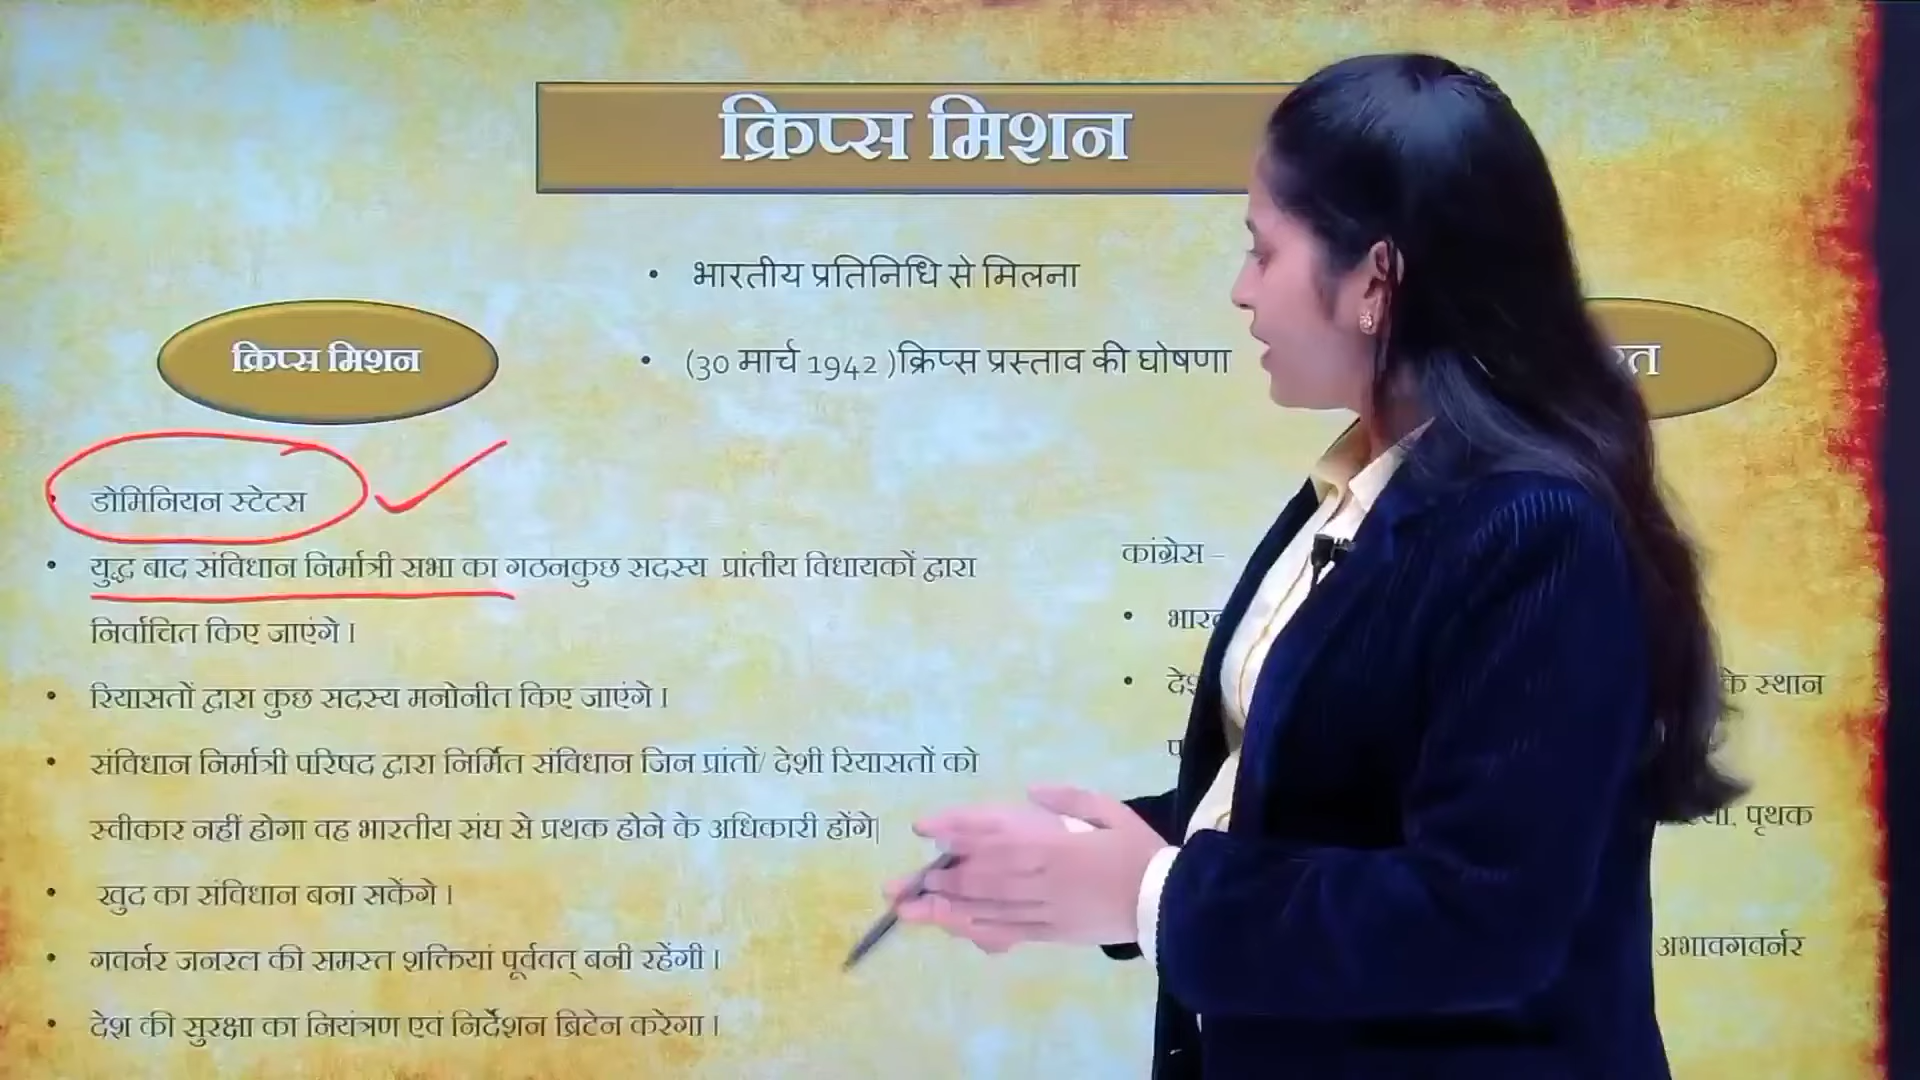 क्रिप्स मिशन
भारतीय प्रतिनिधि से मिलना
(30 मार्च 1942 )क्रिप्स प्रस्ताव की घोषणा
क्रिप्स मिशन
डोमिनियन स्टेटस
युद्ध बाद संविधान निर्मात्री सभा का गठनकुछ सदस्य प्रांतीय विधायकों द्वारा
निर्वाचित किए जाएंगे ।
रियासतों द्वारा कुछ सदस्य मनोनीत किए जाएंगे ।
संविधान निर्मात्री परिषद द्वारा निर्मित संविधान जिन प्रांतों/ देशी रियासतों को
स्वीकार नहीं होगा वह भारतीय संघ से प्रथक होने के अधिकारी होंगे|
खुद का संविधान बना सकेंगे ।
गवर्नर जनरल की समस्त शक्तियां पूर्ववत् बनी रहेंगी ।
देश की सुरक्षा का नियंत्रण एवं निर्देशन ब्रिटेन करेगा ।
कांग्रेस –
के स्थान
पृथक
अभावगवर्नर